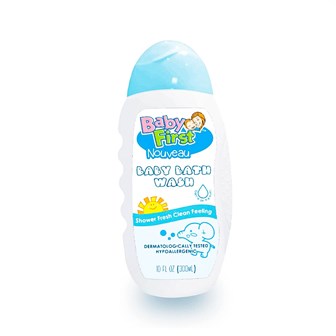 Baby
First
Nouveau
BABY BATH
WASH
Shower Fresh Clean Feeling
DERMATOLOGICALLY TESTED
HYPOALLERGENIC
10 FL OZ (300ML)